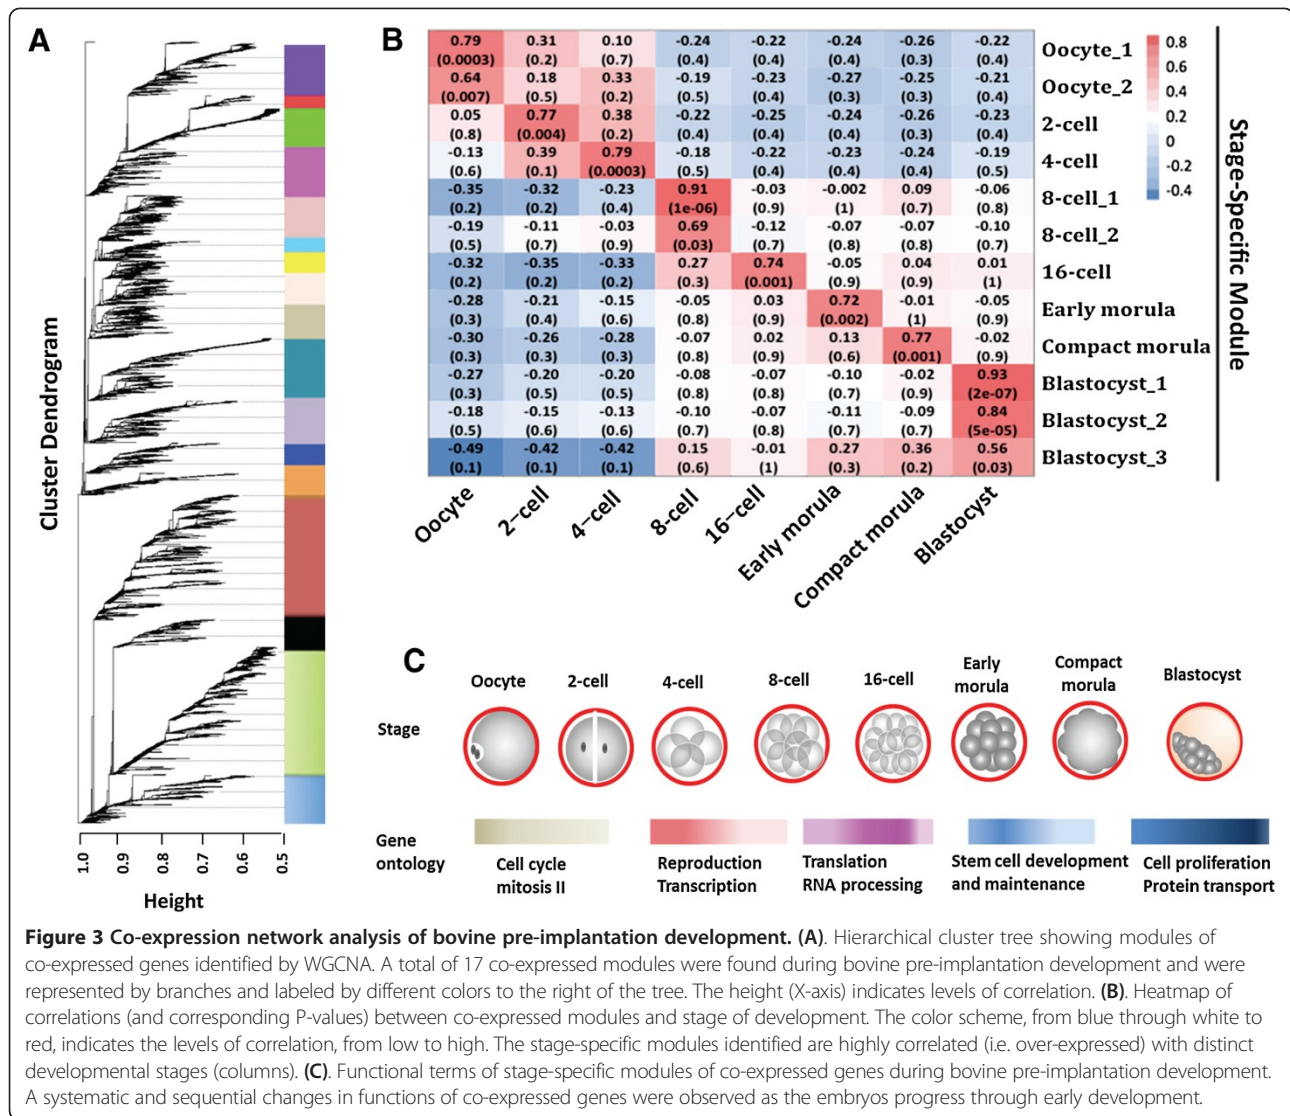 A
Cluster Dendrogram
1.0 0.9 0.8 0.7 0.6 0.5
Height
B
0.79 0.31 0.10 -0.24 -0.22 -0.24 -0.26 -0.22
(0.0003) (0.2) (0.7) (0.4) (0.4) (0.4) (0.3) (0.4)
Oocyte_1
0.64 0.18 0.33 -0.19 -0.23 -0.27 -0.25 -0.21
(0.007) (0.5) (0.2) (0.5) (0.4) (0.3) (0.3) (0.4)
Oocyte_2
0.05 0.77 0.38 -0.22 -0.25 -0.24 -0.26 -0.23
(0.8) (0.004) (0.2) (0.4) (0.4) (0.4) (0.3) (0.4)
2-cell
-0.13 0.39 0.79 -0.18 -0.22 -0.23 -0.24 -0.19
(0.6) (0.1) (0.0003) (0.5) (0.4) (0.4) (0.4) (0.5)
4-cell
-0.35 -0.32 -0.23 0.91 -0.03 -0.002 0.09 -0.06
(0.2) (0.2) (0.4) (1e-06) (0.9) (1) (0.7) (0.8)
8-cell_1
-0.19 -0.11 -0.03 0.69 -0.12 -0.07 -0.07 -0.10
(0.5) (0.7) (0.9) (0.03) (0.7) (0.8) (0.8) (0.7)
8-cell_2
-0.32 -0.35 -0.33 0.27 0.74 -0.05 0.04 0.01
(0.2) (0.2) (0.2) (0.3) (0.001) (0.9) (0.9) (1)
16-cell
-0.28 -0.21 -0.15 -0.05 0.03 0.72 -0.01 -0.05
(0.3) (0.4) (0.6) (0.8) (0.9) (0.002) (1) (0.9)
Early morula
-0.30 -0.26 -0.28 -0.07 0.02 0.13 0.77 -0.02
(0.3) (0.3) (0.3) (0.8) (0.9) (0.6) (0.001) (0.9)
Compact morula
-0.27 -0.20 -0.20 -0.08 -0.07 -0.10 -0.02 0.93
(0.3) (0.5) (0.5) (0.8) (0.8) (0.7) (0.9) (2e-07)
Blastocyst_1
-0.18 -0.15 -0.13 -0.10 -0.07 -0.11 -0.09 0.84
(0.5) (0.6) (0.6) (0.7) (0.8) (0.7) (0.7) (5e-05)
Blastocyst_2
-0.49 -0.42 -0.42 0.15 -0.01 0.27 0.36 0.56
(0.1) (0.1) (0.1) (0.6) (1) (0.3) (0.2) (0.03)
Blastocyst_3
Oocyte 2-cell 4-cell 8-cell 16-cell Early morula Compact morula Blastocyst
0.8
0.6
0.4
0.2
0
-0.2
-0.4
Stage-Specific Module
C
Stage
Oocyte 2-cell 4-cell 8-cell 16-cell Early morula Compact morula Blastocyst
Gene
ontology
Cell cycle
mitosis II
Reproduction
Transcription
Translation
RNA processing
Stem cell development
and maintenance
Cell proliferation
Protein transport
Figure 3 Co-expression network analysis of bovine pre-implantation development. (A). Hierarchical cluster tree showing modules of
co-expressed genes identified by WGCNA. A total of 17 co-expressed modules were found during bovine pre-implantation development and were
represented by branches and labeled by different colors to the right of the tree. The height (X-axis) indicates levels of correlation. (B). Heatmap of
correlations (and corresponding P-values) between co-expressed modules and stage of development. The color scheme, from blue through white to
red, indicates the levels of correlation, from low to high. The stage-specific modules identified are highly correlated (i.e. over-expressed) with distinct
developmental stages (columns). (C). Functional terms of stage-specific modules of co-expressed genes during bovine pre-implantation development.
A systematic and sequential changes in functions of co-expressed genes were observed as the embryos progress through early development.